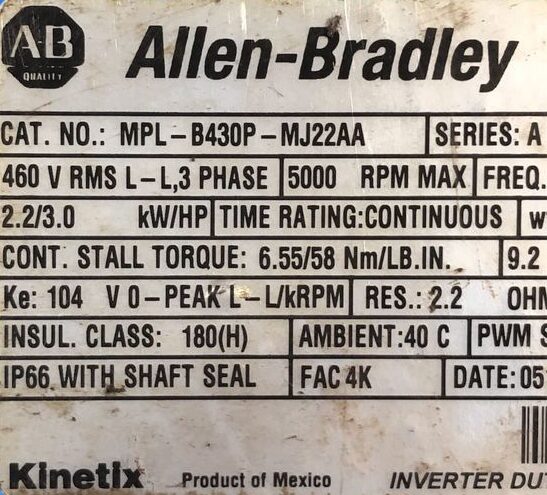 AB
QUALITY
Allen-Bradley
CAT. NO.: MPL-B430P-MJ22AA SERIES: A
460 V RMS L-L,3 PHASE 5000 RPM MAX FREQ.
2.2/3.0 kW/HP TIME RATING:CONTINUOUS
CONT. STALL TORQUE: 6.55/58 Nm/LB.IN. 9.2
Ke: 104 V 0-PEAK L-L/kRPM RES.: 2.2 OHM
INSUL. CLASS: 180(H) AMBIENT:40 C PWM S
IP66 WITH SHAFT SEAL FAC 4K DATE:05
Kinetix Product of Mexico INVERTER DUT